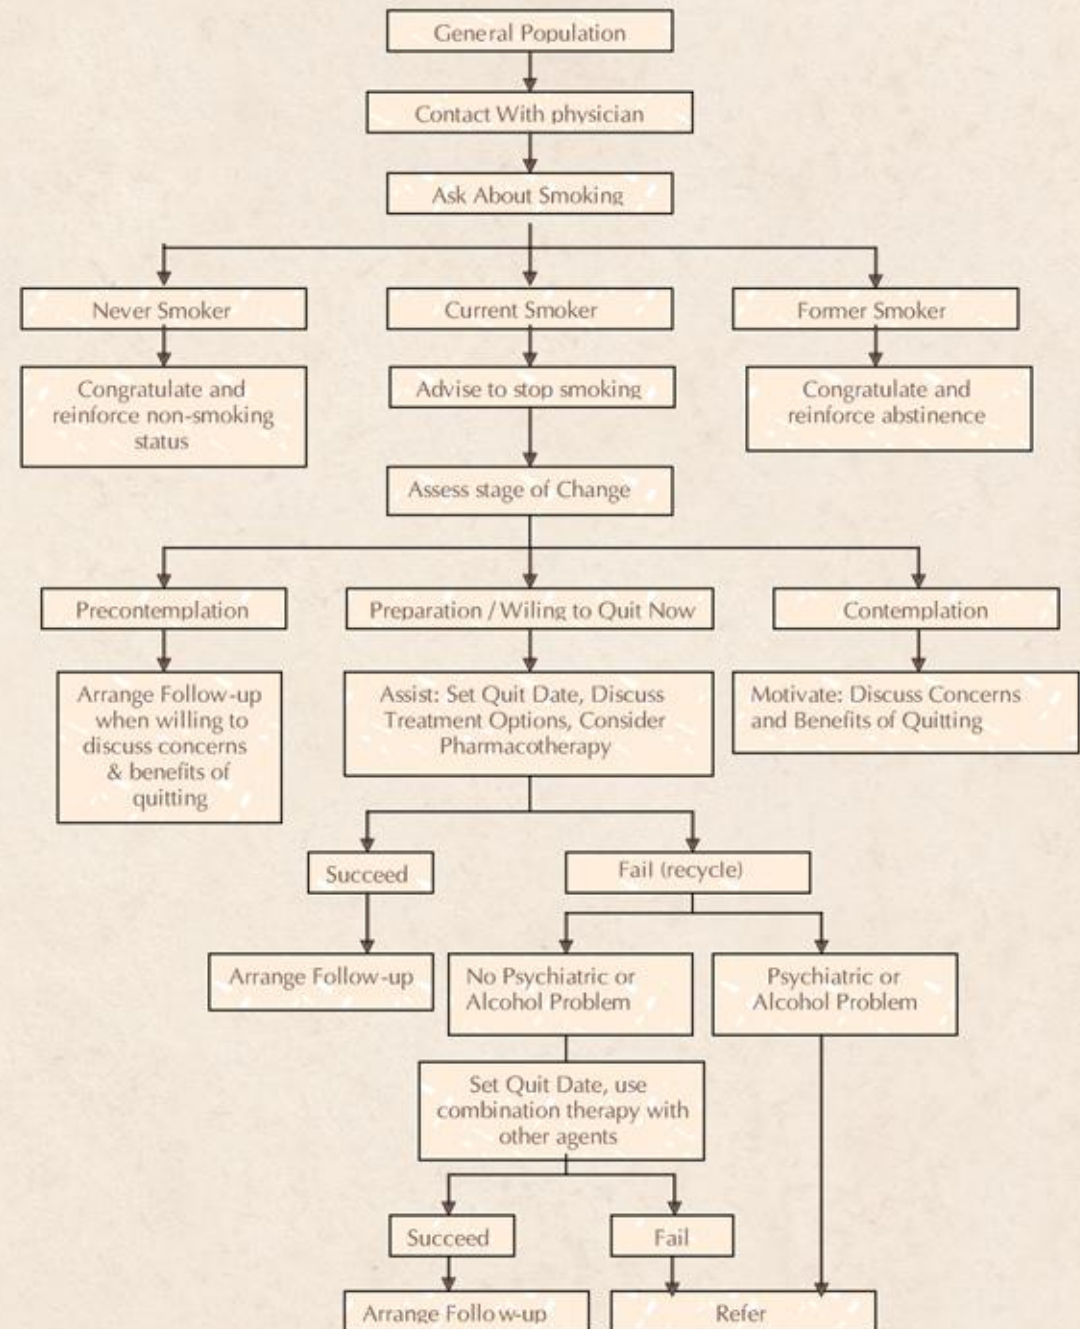 General Population
Contact With physician
Ask About Smoking
Never Smoker
Current Smoker
Former Smoker
Congratulate and
reinforce non-smoking
status
Advise to stop smoking
Congratulate and
reinforce abstinence
Assess stage of Change
Precontemplation
Preparation / Wiling to Quit Now
Contemplation
Arrange Follow-up
when willing to
discuss concerns
& benefits of
quitting
Assist: Set Quit Date, Discuss
Treatment Options, Consider
Pharmacotherapy
Motivate: Discuss Concerns
and Benefits of Quitting
Succeed
Fail (recycle)
Arrange Follow-up
No Psychiatric or
Alcohol Problem
Psychiatric or
Alcohol Problem
Set Quit Date, use
combination therapy with
other agents
Succeed
Fail
Arrange Follow-up
Refer